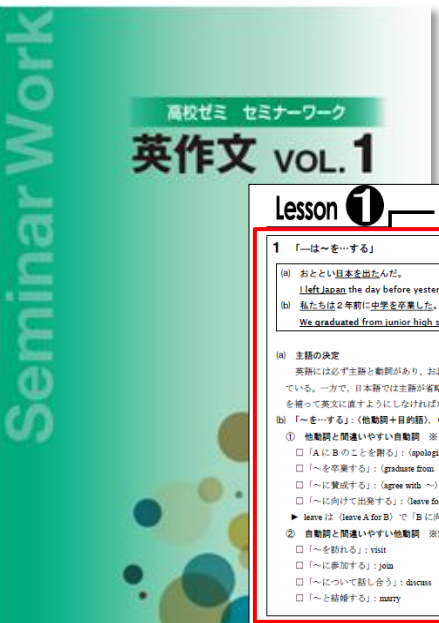 Seminar Work
高校ゼミ セミナーワーク
英作文 VOL. 1
Lesson 1
1 「―は～を…する」
(a) おととい日本を出たんだ。
I left Japan the day before
(b) 私たちは２年前に中学を卒業した。
We graduated from junior high
(a) 主語の決定
英語には必ず主語と動詞があり，
ている。一方で，日本語では主語が
を補って英文に直すようにしなければ
(b) 「～を…する」：〈他動詞＋目的語〉，
① 他動詞と間違いやすい自動詞 ※
□「A に B のことを謝る」：
□「～を卒業する」：〈graduate from
□「～に賛成する」：〈agree with ～〉
□「～に向けて出発する」：〈leave
▶ leave は〈leave A for B〉で「B に
② 自動詞と間違いやすい他動詞
□「～を訪れる」：visit
□「～に参加する」：join
□「～について話し合う」：discuss
□「～と結婚する」：marry